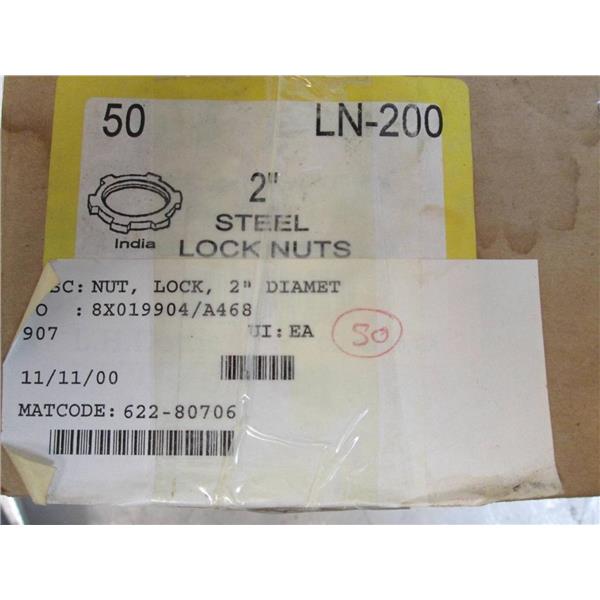 50 LN-200
2"
STEEL
India LOCK NUTS
SC: NUT, LOCK, 2" DIAMET
O : 8X019904/A468
907 UI: EA 50
11/11/00
MATCODE: 622-80706